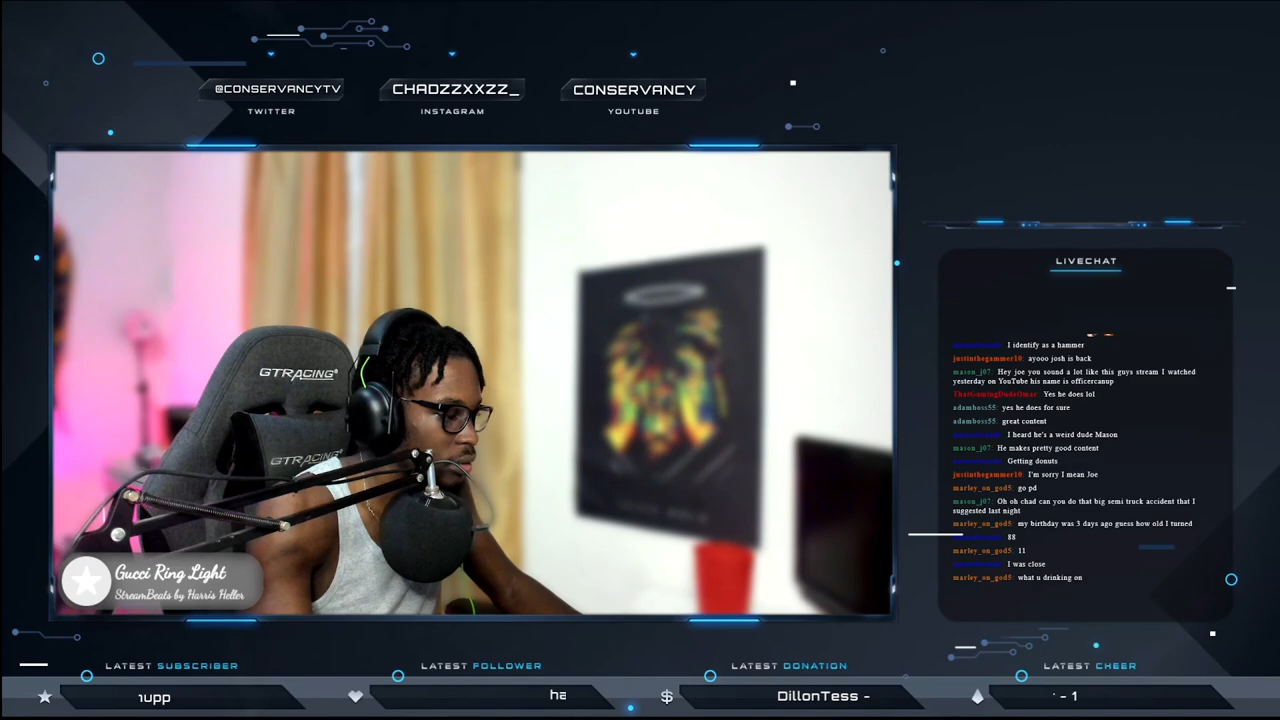 @CONSERVANCYTV
CHADZZXXZZ_
CONSERVANCY
TWITTER
INSTAGRAM
YOUTUBE
LIVECHAT
I identify as a hammer
justinthegammer10: ayooo josh is back
mason_j07: Hey joe you sound a lot like this guys stream I watched
yesterday on YouTube his name is officercanup
ThatGamingDudeOmar: Yes he does lol
adamboss55: yes he does for sure
adamboss55: great content
I heard he's a weird dude Mason
mason_j07: He makes pretty good content
Getting donuts
justinthegammer10: I'm sorry I mean Joe
marley_on_god5: go pd
mason_j07: Oh oh chad can you do that big semi truck accident that I
suggested last night
marley_on_god5: my birthday was 3 days ago guess how old I turned
88
marley_on_god5: 11
I was close
marley_on_god5: what u drinking on
GTRACING®
GTRACING®
Gucci Ring Light
StreamBeats by Harris Heller
LATEST SUBSCRIBER
LATEST FOLLOWER
LATEST DONATION
LATEST CHEER
ha
$
DillonTess -
- 1